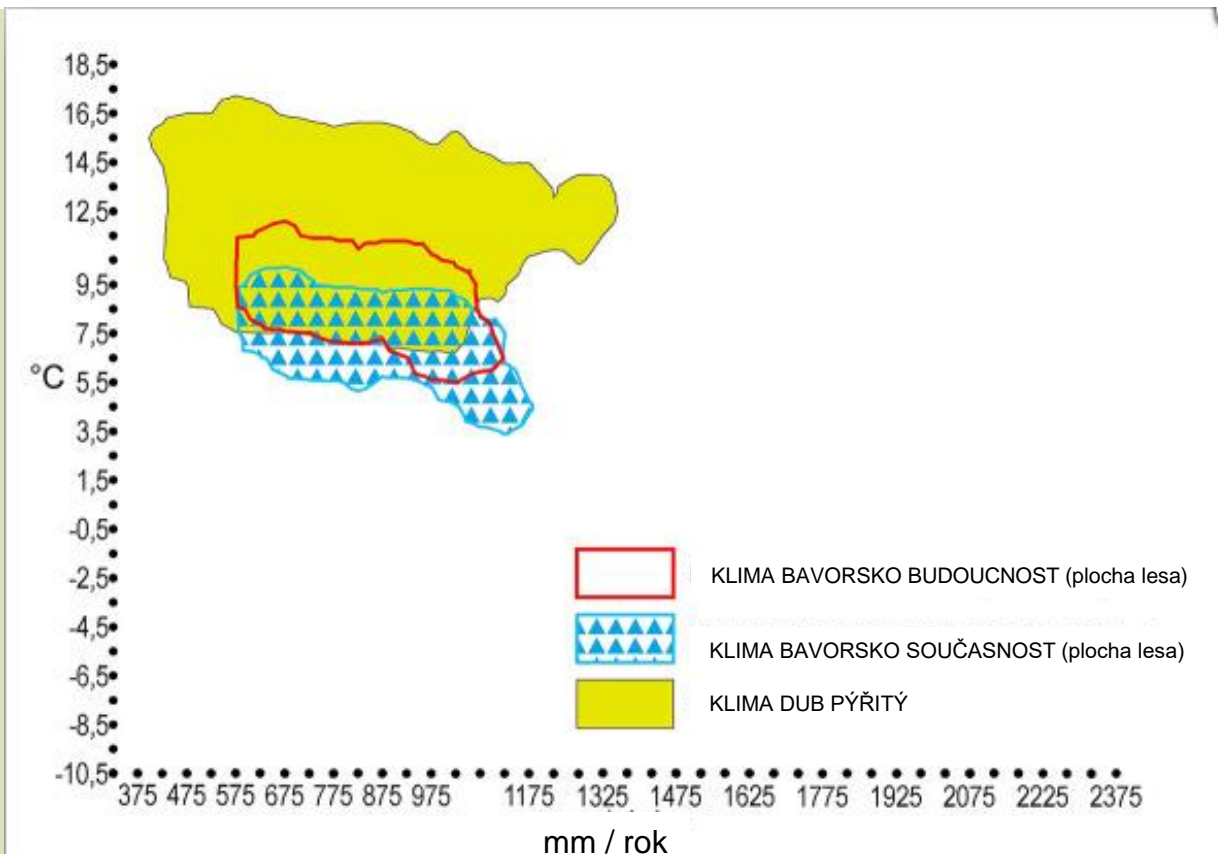 18,5
16,5
14,5
12,5
9,5
7,5
°C 5,5
3,5
1,5
-0,5
-2,5
-4,5
-6,5
-8,5
-10,5
KLIMA BAVORSKO BUDOUCNOST (plocha lesa)
KLIMA BAVORSKO SOUČASNOST (plocha lesa)
KLIMA DUB PÝŘITÝ
375 475 575 675 775 875 975 1175 1325 1475 1625 1775 1925 2075 2225 2375
mm / rok